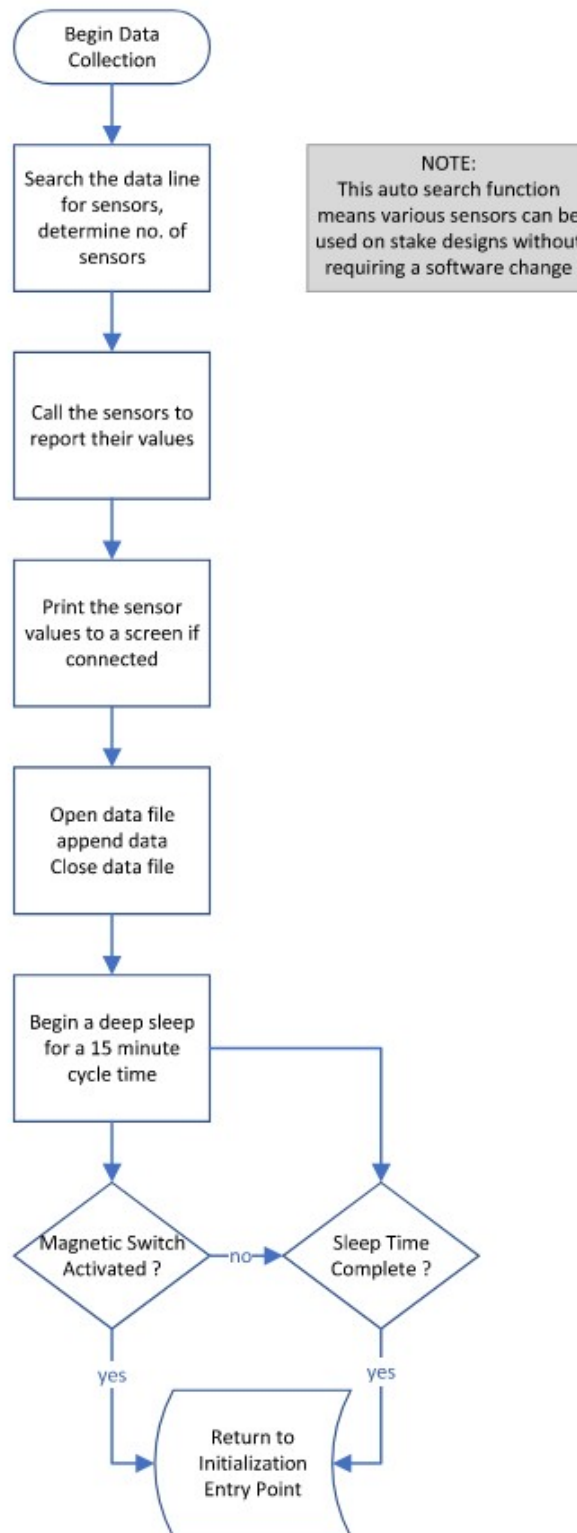 Begin Data
Collection
Search the data line
for sensors,
determine no. of
sensors
NOTE:
This auto search function
means various sensors can be
used on stake designs without
requiring a software change
Call the sensors to
report their values
Print the sensor
values to a screen if
connected
Open data file
append data
Close data file
Begin a deep sleep
for a 15 minute
cycle time
Magnetic Switch
Activated ?
no
Sleep Time
Complete ?
yes
yes
Return to
Initialization
Entry Point